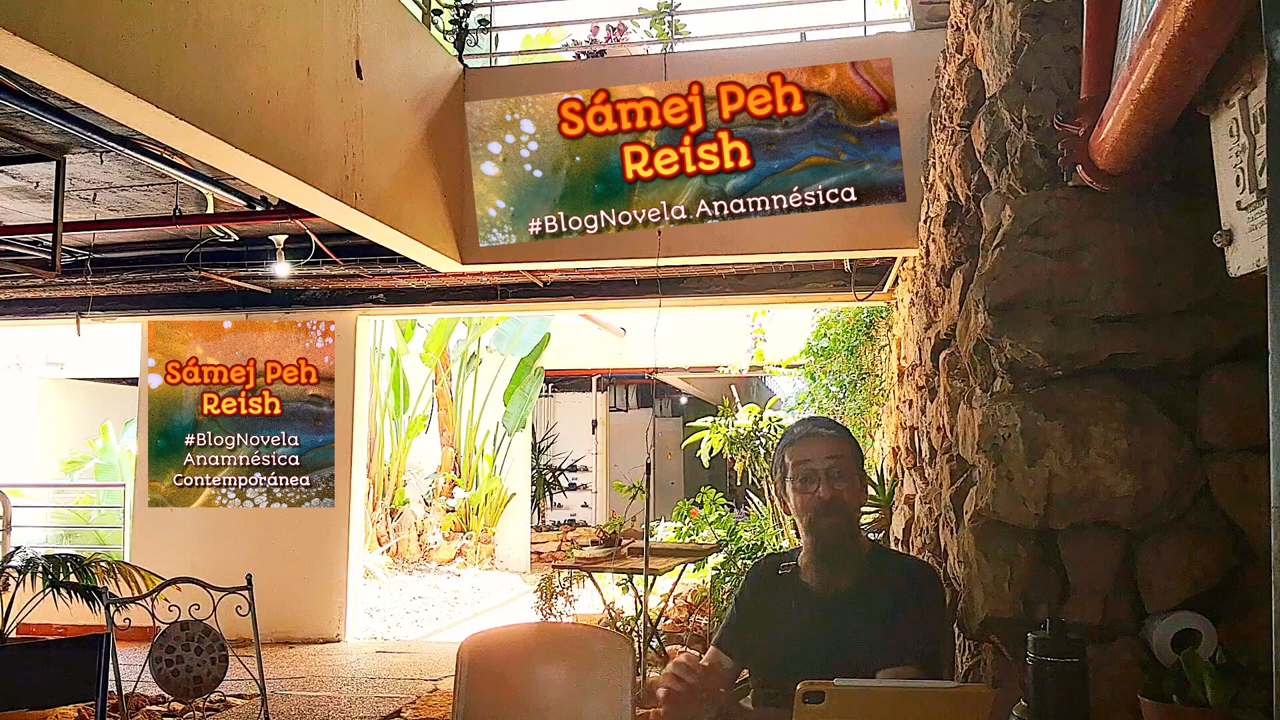 Sámej Peh
Reish
#BlogNovela Anamnésica
Sámej Peh
Reish
#BlogNovela
Anamnésica
Contemporánea